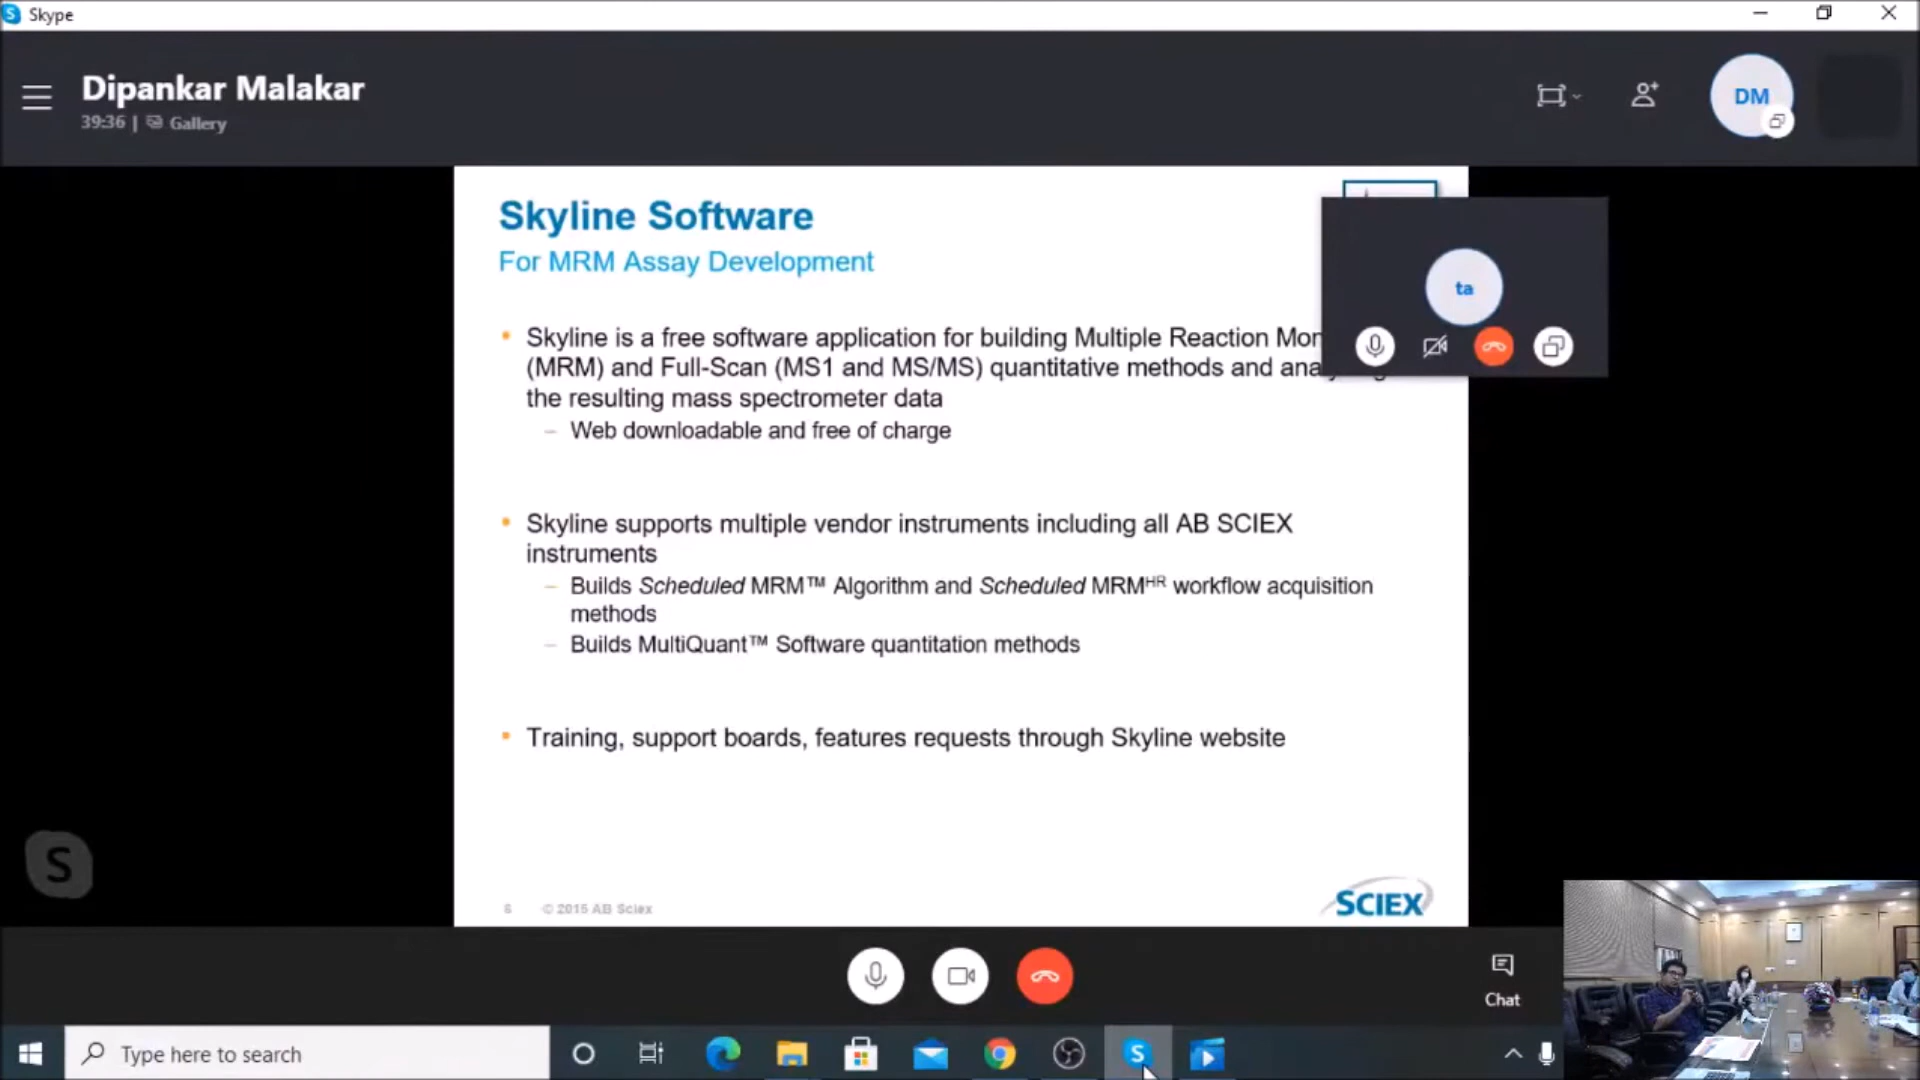 Skype
Dipankar Malakar
39:36 | Gallery
DM
Skyline Software
For MRM Assay Development
ta
• Skyline is a free software application for building Multiple Reaction
(MRM) and Full-Scan (MS1 and MS/MS) quantitative methods and
the resulting mass spectrometer data
– Web downloadable and free of charge
• Skyline supports multiple vendor instruments including all AB SCIEX
instruments
– Builds Scheduled MRM™ Algorithm and Scheduled MRMHR workflow acquisition
methods
– Builds MultiQuant™ Software quantitation methods
• Training, support boards, features requests through Skyline website
S
6 © 2015 AB Sciex
SCIEX
Chat
Type here to search